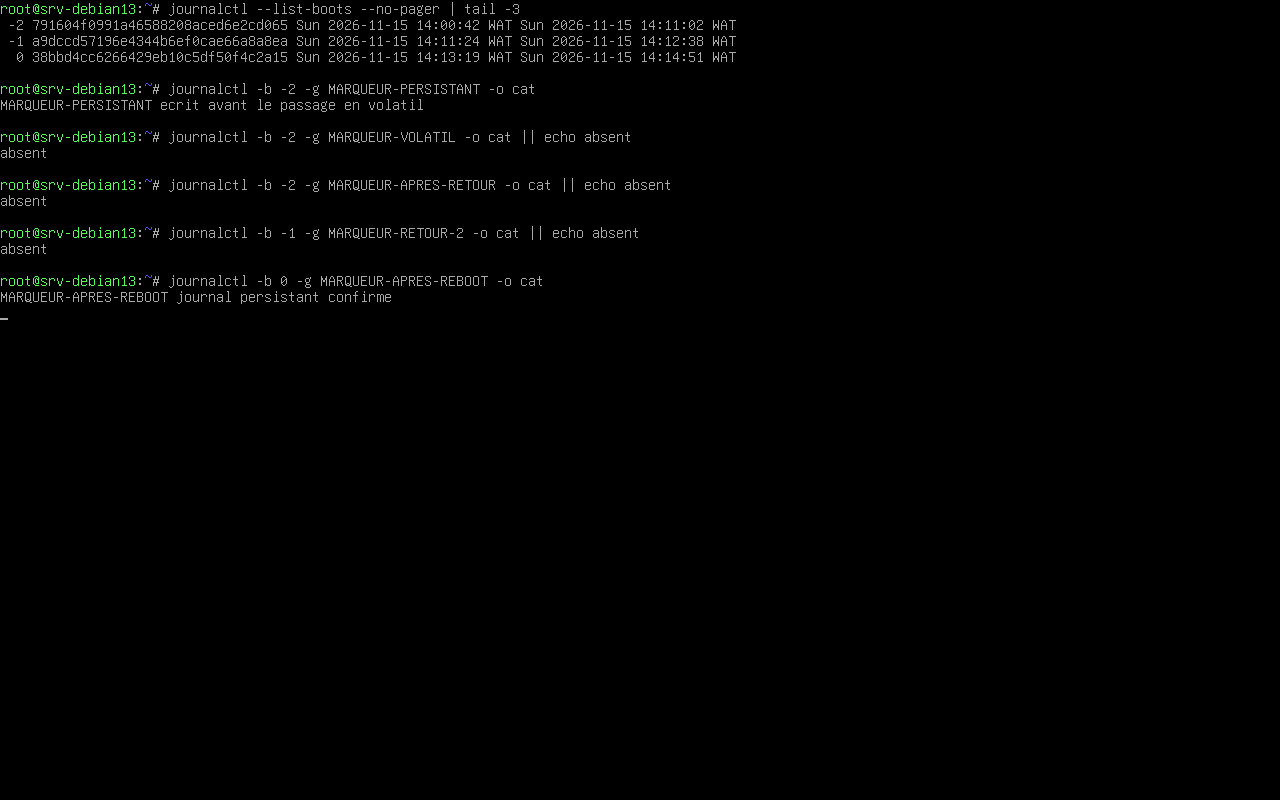 root@srv-debian13:~# journalctl --list-boots --no-pager | tail -3
 -2 791604f0991a46588208aced6e2cd065 Sun 2026-11-15 14:00:42 WAT Sun 2026-11-15 14:11:02 WAT
 -1 a9dccd57196e4344b6ef0cae66a8a8ea Sun 2026-11-15 14:11:24 WAT Sun 2026-11-15 14:12:38 WAT
  0 38bbd4cc6266429eb10c5df50f4c2a15 Sun 2026-11-15 14:13:19 WAT Sun 2026-11-15 14:14:51 WAT
root@srv-debian13:~# journalctl -b -2 -g MARQUEUR-PERSISTANT -o cat
MARQUEUR-PERSISTANT ecrit avant le passage en volatil
root@srv-debian13:~# journalctl -b -2 -g MARQUEUR-VOLATIL -o cat || echo absent
absent
root@srv-debian13:~# journalctl -b -2 -g MARQUEUR-APRES-RETOUR -o cat || echo absent
absent
root@srv-debian13:~# journalctl -b -1 -g MARQUEUR-RETOUR-2 -o cat || echo absent
absent
root@srv-debian13:~# journalctl -b 0 -g MARQUEUR-APRES-REBOOT -o cat
MARQUEUR-APRES-REBOOT journal persistant confirme